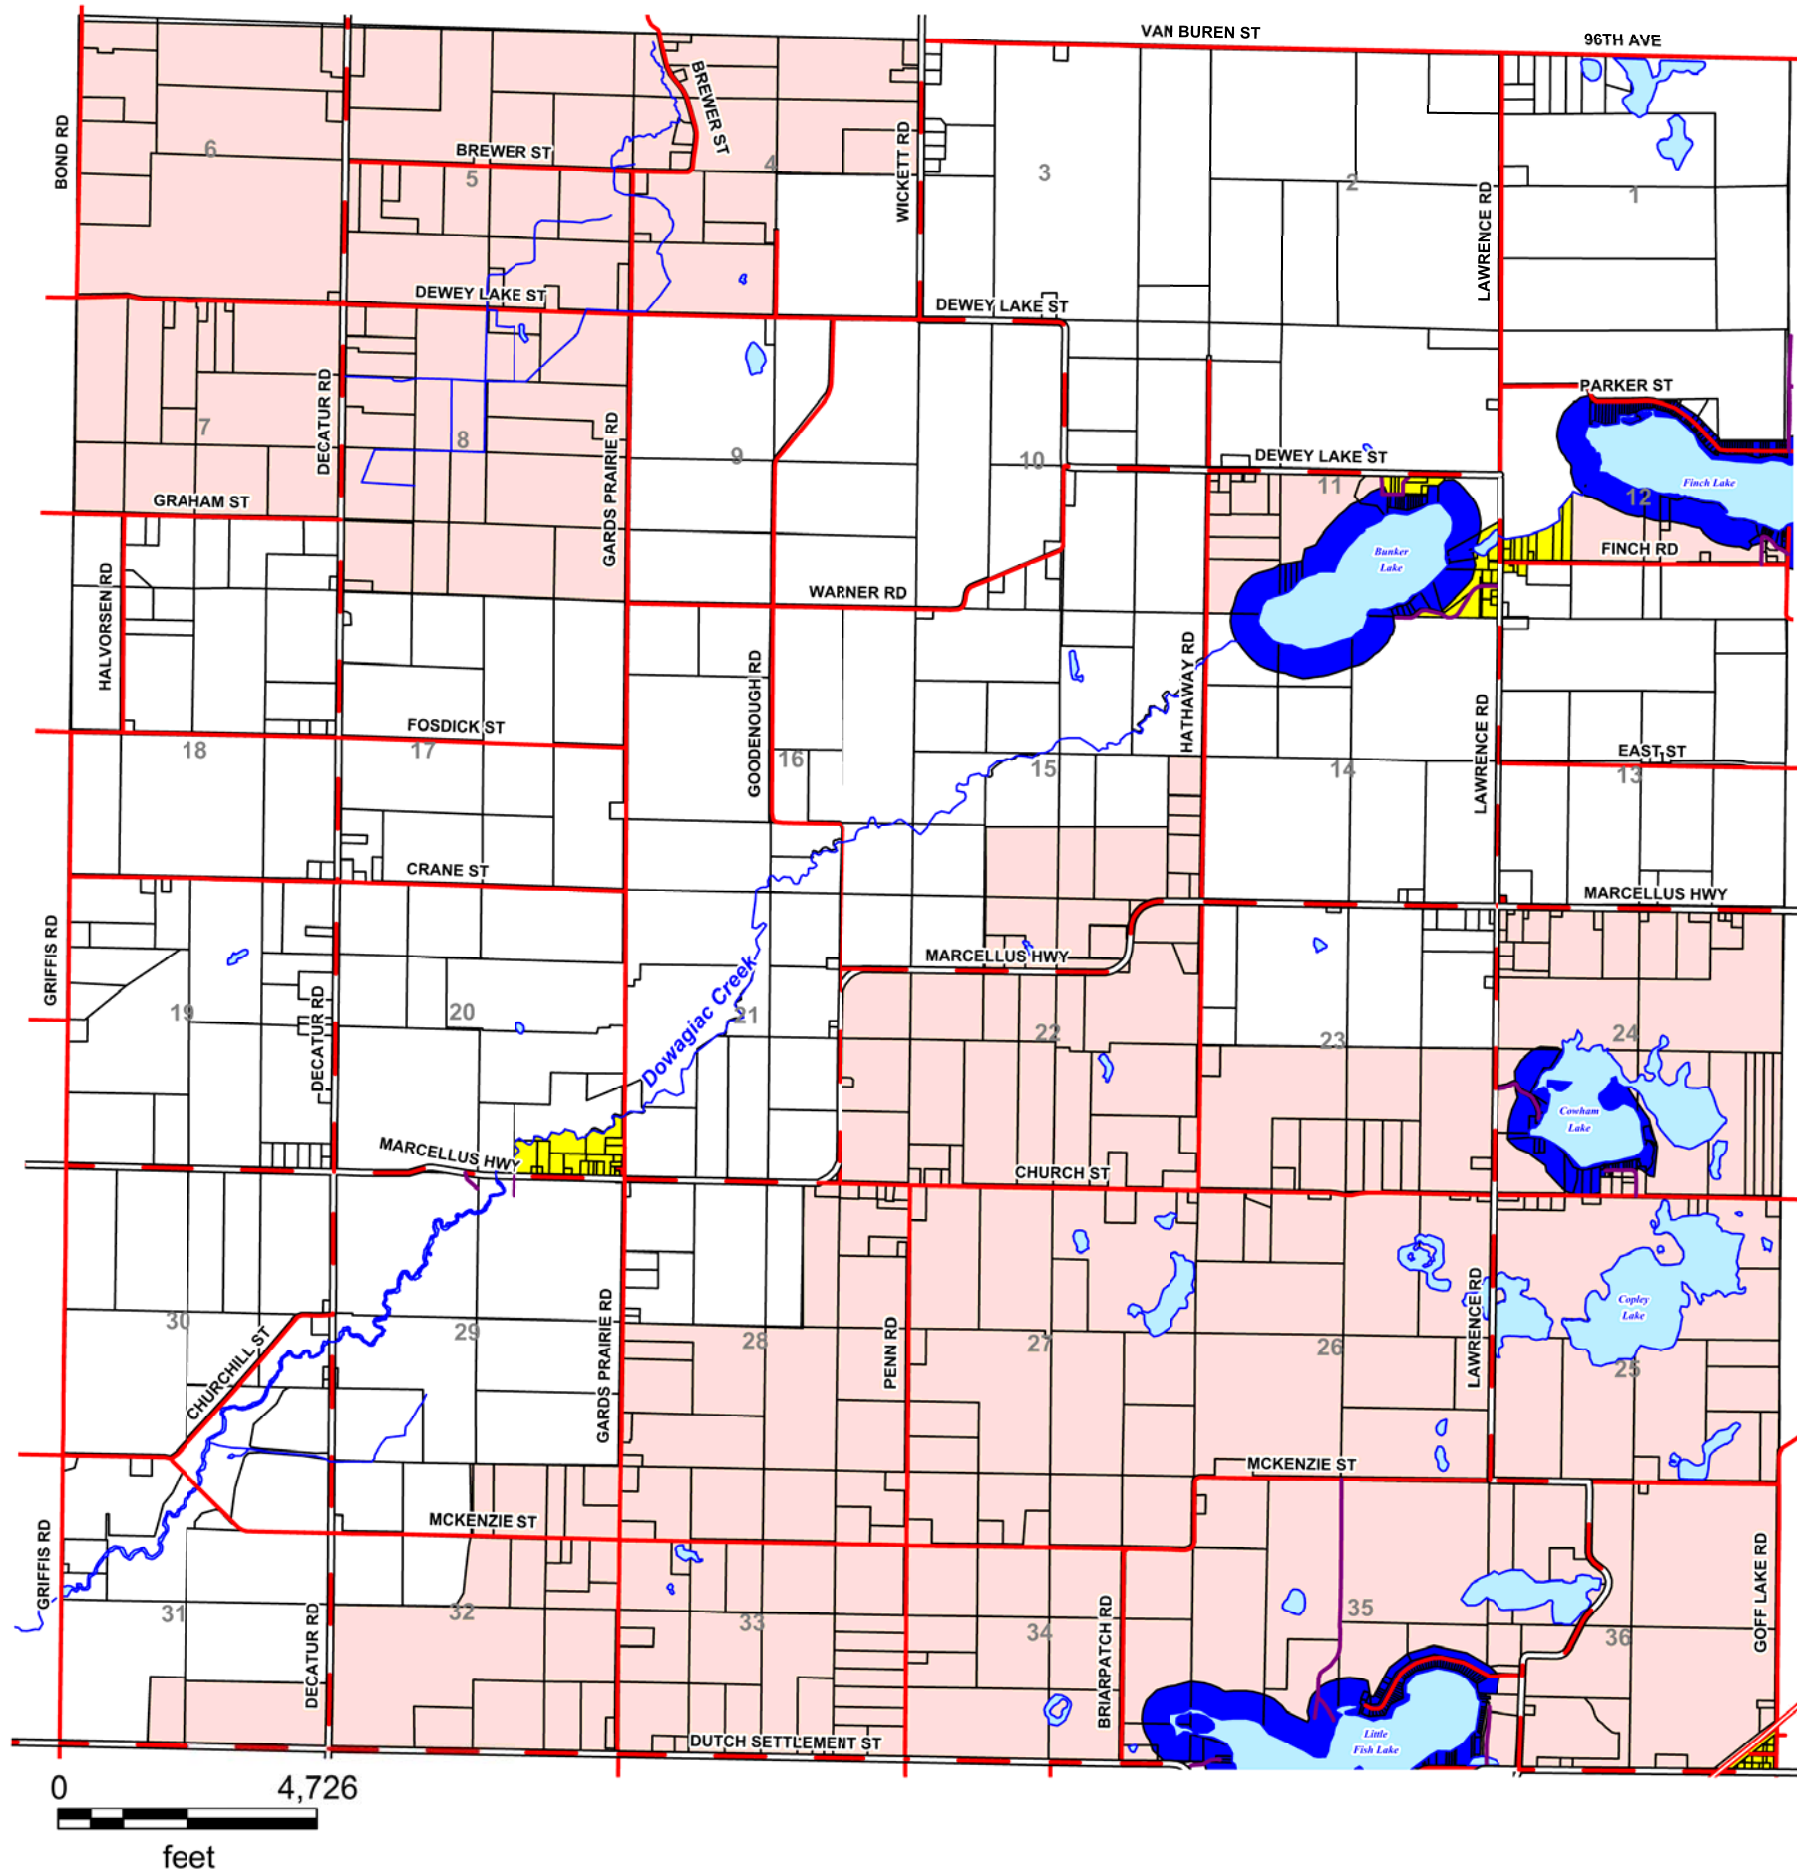 VAN BUREN ST
96TH AVE
BREWER ST
BOND RD
WICKETT RD
BREWER ST
6
5
4
3
2
1
LAWRENCE RD
DEWEY LAKE ST
DEWEY LAKE ST
PARKER ST
DECATUR RD
GARDS PRAIRIE RD
7
8
9
10
DEWEY LAKE ST
11
12
Finch Lake
GRAHAM ST
Bunker
Lake
FINCH RD
HALVORSEN RD
WARNER RD
GOODENOUGH RD
HATHAWAY RD
LAWRENCE RD
FOSDICK ST
18
17
16
15
14
EAST ST
13
CRANE ST
MARCELLUS HWY
GRIFFIS RD
MARCELLUS HWY
DECATUR RD
Dowagiac Creek
19
20
21
22
23
24
Cowham
Lake
MARCELLUS HWY
CHURCH ST
GARDS PRAIRIE RD
PENN RD
LAWRENCE RD
Copley
Lake
30
29
28
27
26
25
CHURCHILL ST
MCKENZIE ST
MCKENZIE ST
GRIFFIS RD
GOFF LAKE RD
DECATUR RD
BRIARPATCH RD
31
32
33
34
35
36
Little
Fish Lake
DUTCH SETTLEMENT ST
0
4,726
feet